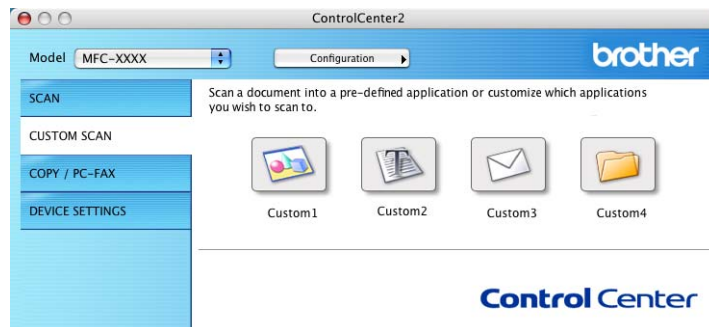 ControlCenter2
Model MFC-XXXX Configuration brother
SCAN
CUSTOM SCAN
COPY / PC-FAX
DEVICE SETTINGS
Scan a document into a pre-defined application or customize which applications
you wish to scan to.
T
Custom1 Custom2 Custom3 Custom4
Control Center